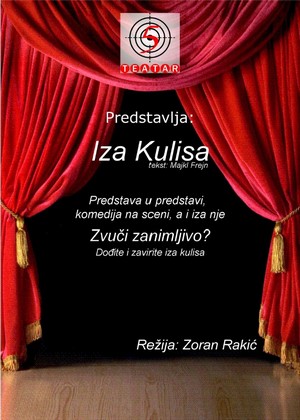 TEATAR
Predstavlja:
Iza Kulisa
tekst: Majkl Frejn
Predstava u predstavi,
komedija na sceni, a i iza nje
Zvuči zanimljivo?
Dođite i zavirite iza kulisa
Režija: Zoran Rakić